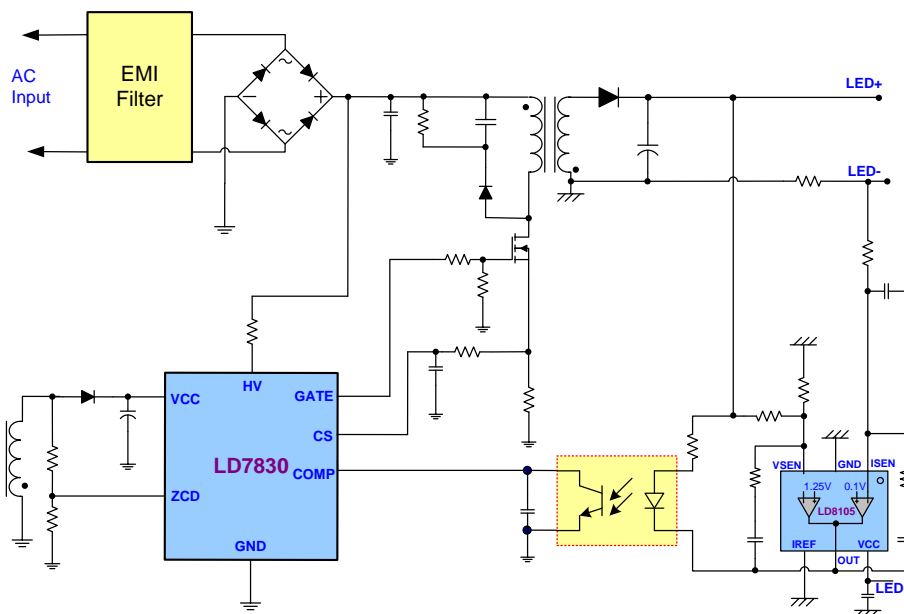 EMI
Filter
AC
Input
LED+
LED-
HV
VCC
GATE
CS
LD7830
COMP
ZCD
GND
VSEN
GND
ISEN
1.25V
0.1V
LD8105
IREF
VCC
OUT
LED